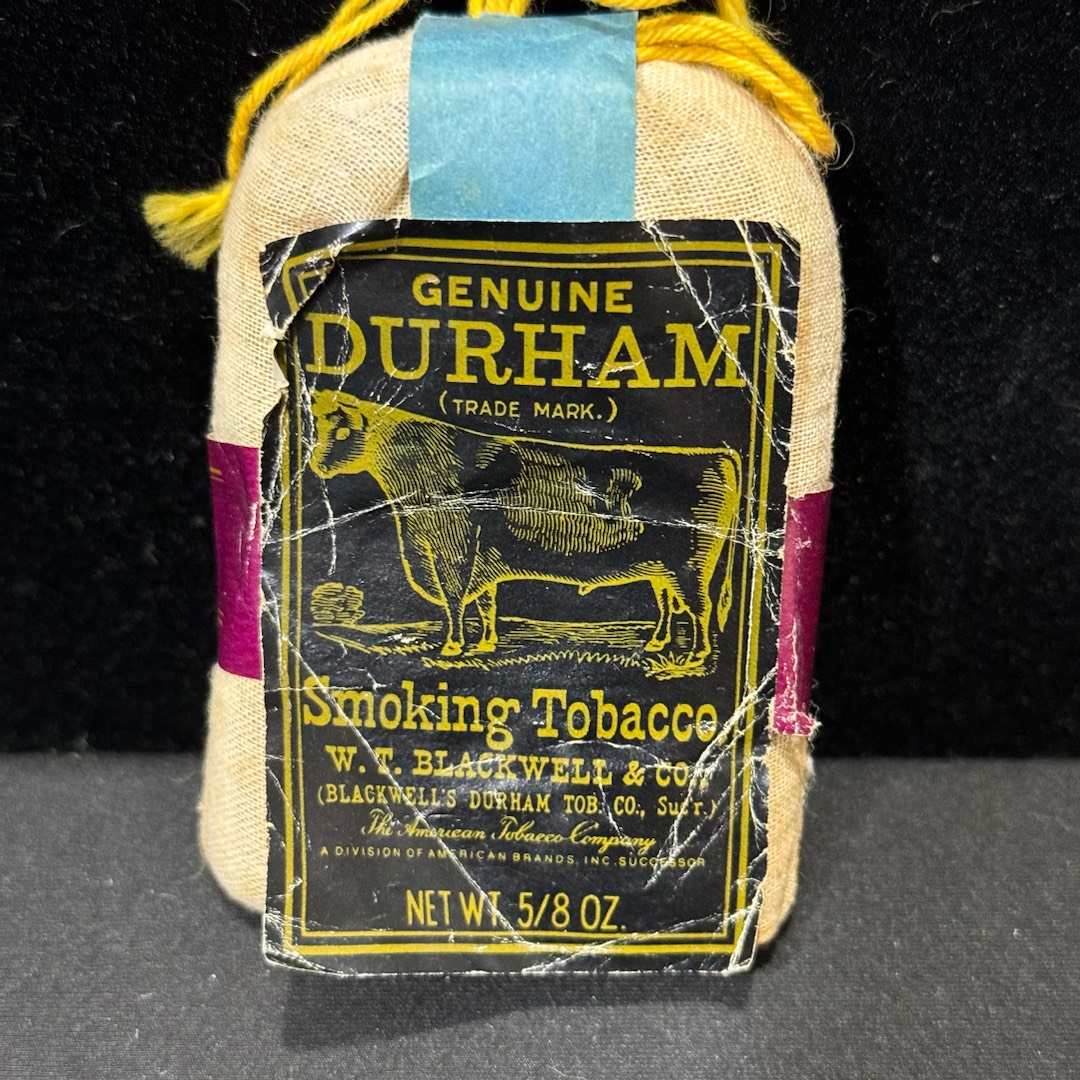 GENUINE
DURHAM
(TRADE MARK.)
Smoking Tobacco
W. T. BLACKWELL & CO.
(BLACKWELL'S DURHAM TOB. CO., Suc'r.)
The American Tobacco Company
A DIVISION OF AMERICAN BRANDS, INC. SUCCESSOR
NET WT. 5/8 OZ.